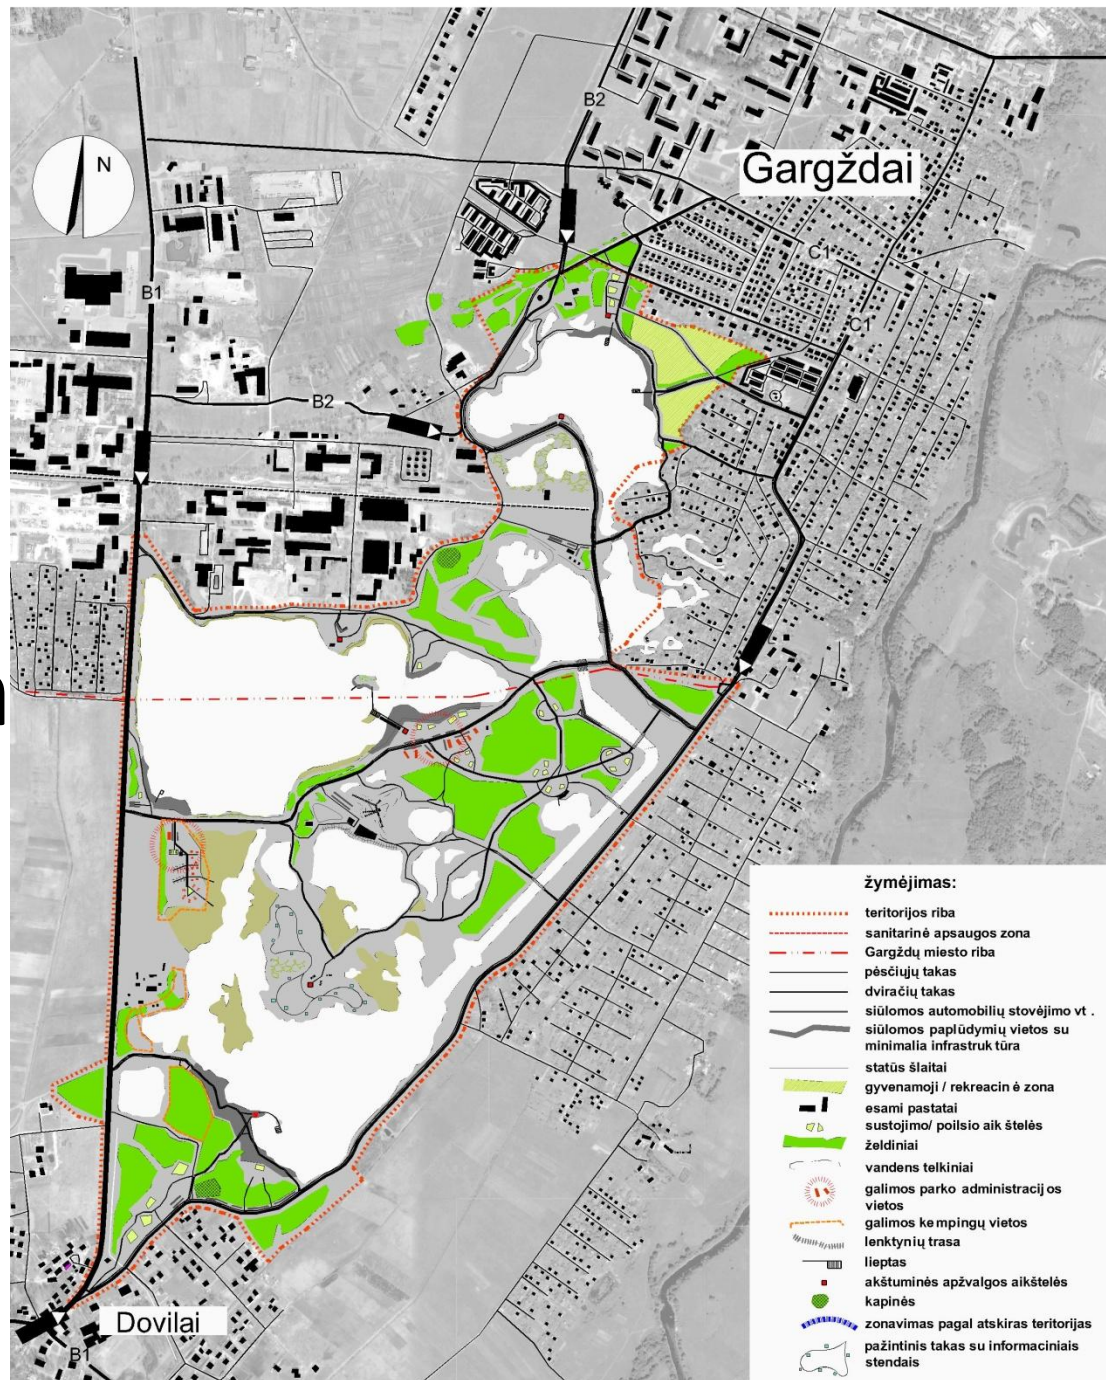 B2
N
Gargždai
C1
B1
C1
B2
žymėjimas:
teritorijos riba
sanitarinė apsaugos zona
Gargždų miesto riba
pėsčiųjų takas
dviračių takas
siūlomos automobilių stovėjimo vt .
siūlomos paplūdymių vietos su
minimalia infrastruk tūra
statūs šlaitai
gyvenamoji / rekreacin ė zona
esami pastatai
sustojimo/ poilsio aik štelės
želdiniai
vandens telkiniai
galimos parko administracij os
vietos
galimos ke mpingų vietos
lenktynių trasa
lieptas
akštuminės apžvalgos aikštelės
kapinės
zonavimas pagal atskiras teritorijas
pažintinis takas su informaciniais
stendais
Dovilai
B1